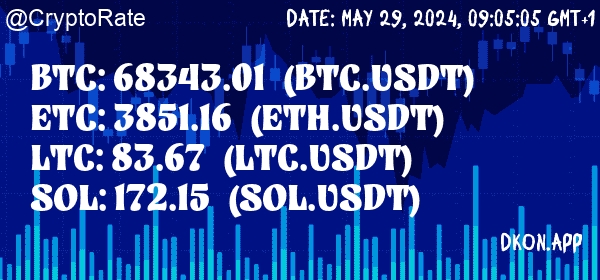 @CryptoRate
DATE: MAY 29, 2024, 09:05:05 GMT+1
BTC: 68343.01 (BTC.USDT)
ETC: 3851.16 (ETH.USDT)
LTC: 83.67 (LTC.USDT)
SOL: 172.15 (SOL.USDT)
DKON.APP